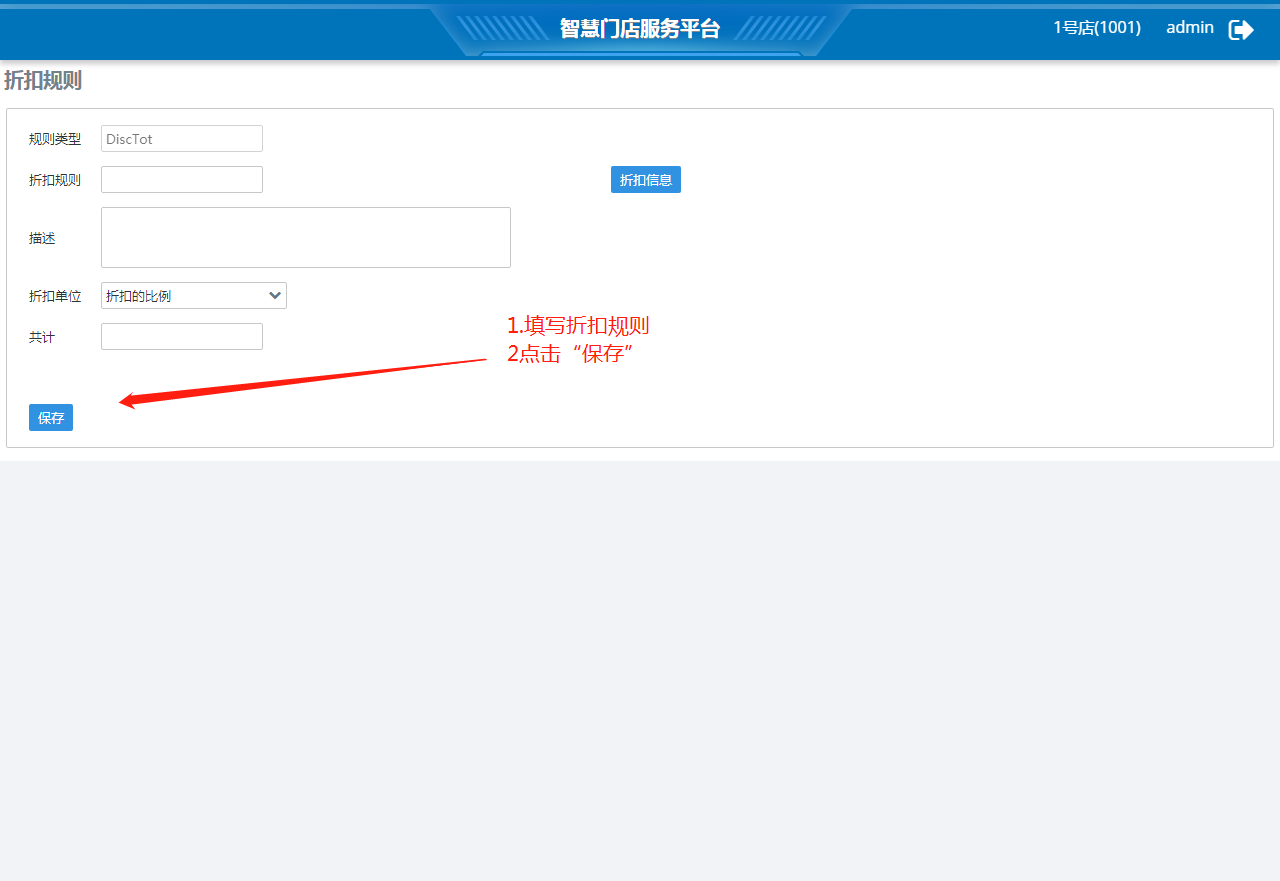 智慧门店服务平台
1号店(1001) admin
折扣规则
规则类型 DiscTot
折扣规则 折扣信息
描述
折扣单位 折扣的比例
共计
1.填写折扣规则
2点击“保存”
保存